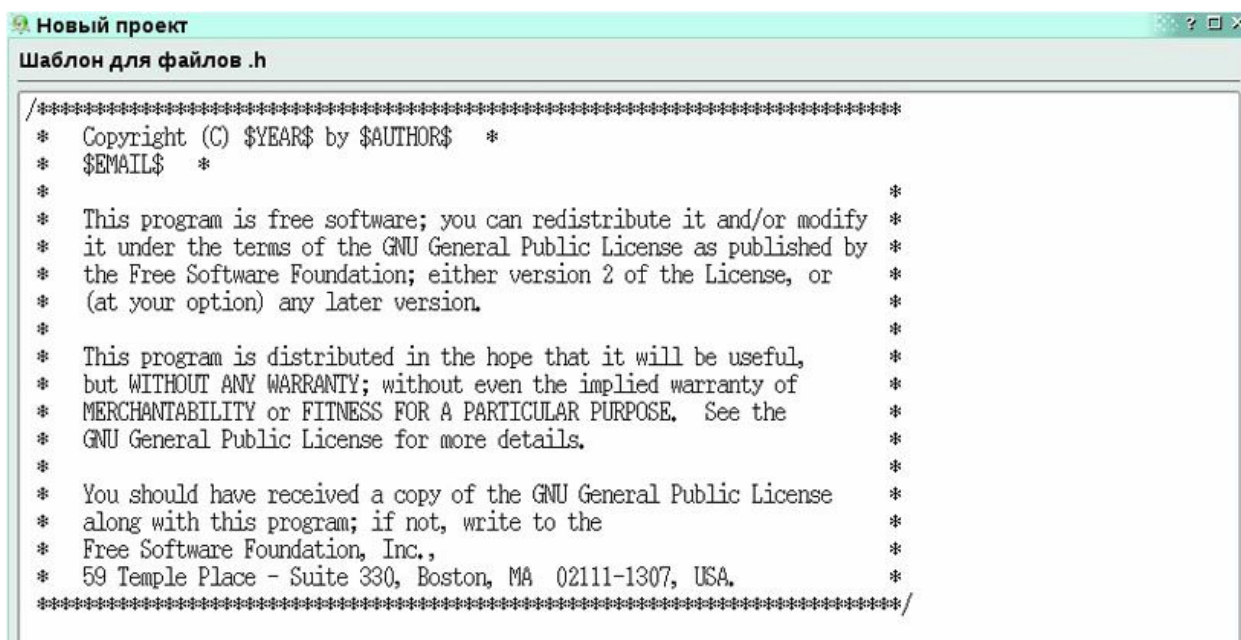 Новый проект
Шаблон для файлов .h
/***************************************************************************
 *   Copyright (C) $YEAR$ by $AUTHOR$   *
 *   $EMAIL$   *
 *                                                                         *
 *   This program is free software; you can redistribute it and/or modify  *
 *   it under the terms of the GNU General Public License as published by  *
 *   the Free Software Foundation; either version 2 of the License, or     *
 *   (at your option) any later version.                                   *
 *                                                                         *
 *   This program is distributed in the hope that it will be useful,       *
 *   but WITHOUT ANY WARRANTY; without even the implied warranty of        *
 *   MERCHANTABILITY or FITNESS FOR A PARTICULAR PURPOSE.  See the         *
 *   GNU General Public License for more details.                          *
 *                                                                         *
 *   You should have received a copy of the GNU General Public License     *
 *   along with this program; if not, write to the                         *
 *   Free Software Foundation, Inc.,                                       *
 *   59 Temple Place - Suite 330, Boston, MA  02111-1307, USA.             *
 ***************************************************************************/